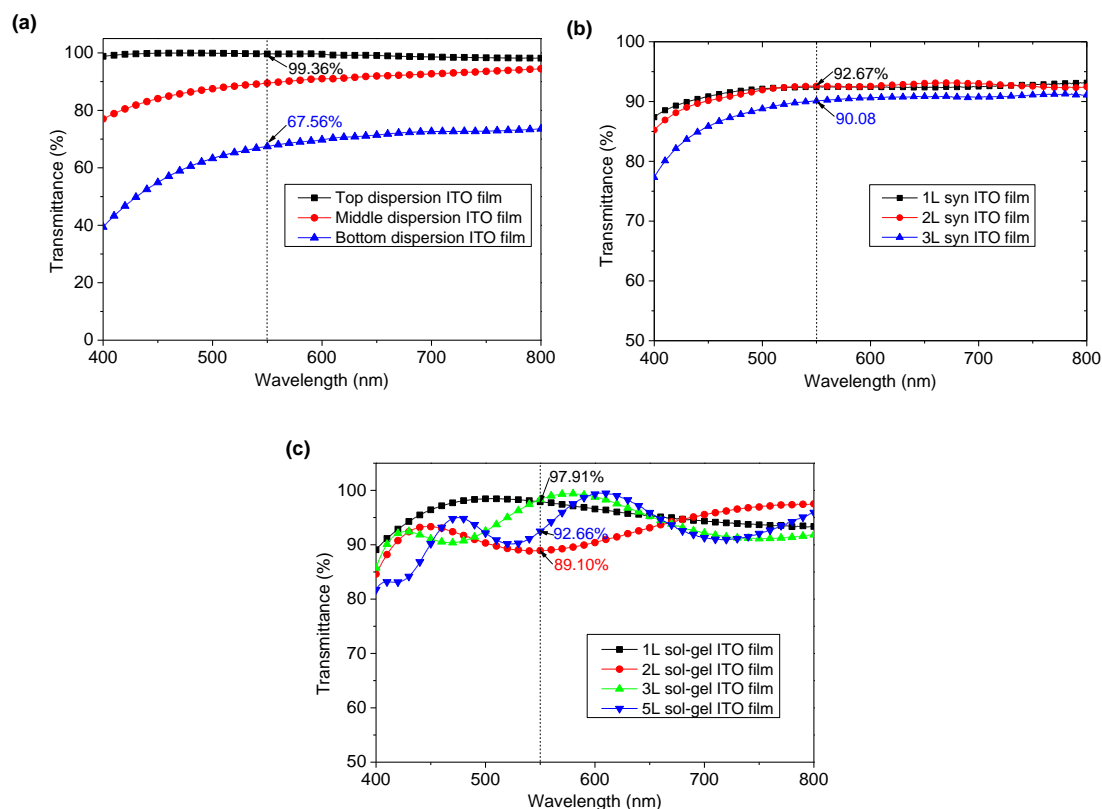 (a)
100
80
60
40
20
0
400
500
600
700
800
Transmittance (%)
Wavelength (nm)
99.36%
67.56%
Top dispersion ITO film
Middle dispersion ITO film
Bottom dispersion ITO film
(b)
100
90
80
70
60
50
400
500
600
700
800
Transmittance (%)
Wavelength (nm)
92.67%
90.08
1L syn ITO film
2L syn ITO film
3L syn ITO film
(c)
100
90
80
70
60
50
400
500
600
700
800
Transmittance (%)
Wavelength (nm)
97.91%
92.66%
89.10%
1L sol-gel ITO film
2L sol-gel ITO film
3L sol-gel ITO film
5L sol-gel ITO film